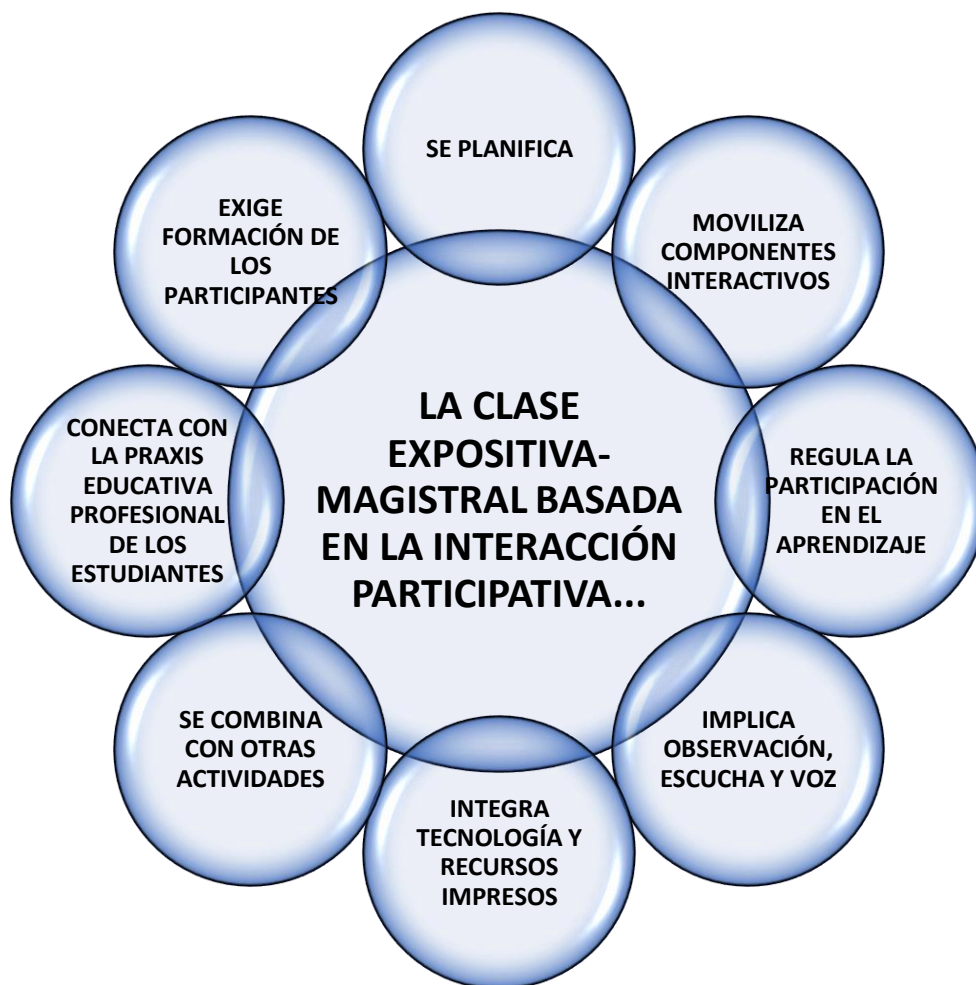 SE PLANIFICA
MOVILIZA
COMPONENTES
INTERACTIVOS
REGULA LA
PARTICIPACIÓN
EN EL
APRENDIZAJE
IMPLICA
OBSERVACIÓN,
ESCUCHA Y VOZ
INTEGRA
TECNOLOGÍA Y
RECURSOS
IMPRESOS
SE COMBINA
CON OTRAS
ACTIVIDADES
CONECTA CON
LA PRAXIS
EDUCATIVA
PROFESIONAL
DE LOS
ESTUDIANTES
EXIGE
FORMACIÓN DE
LOS
PARTICIPANTES
LA CLASE
EXPOSITIVA-
MAGISTRAL BASADA
EN LA INTERACCIÓN
PARTICIPATIVA...